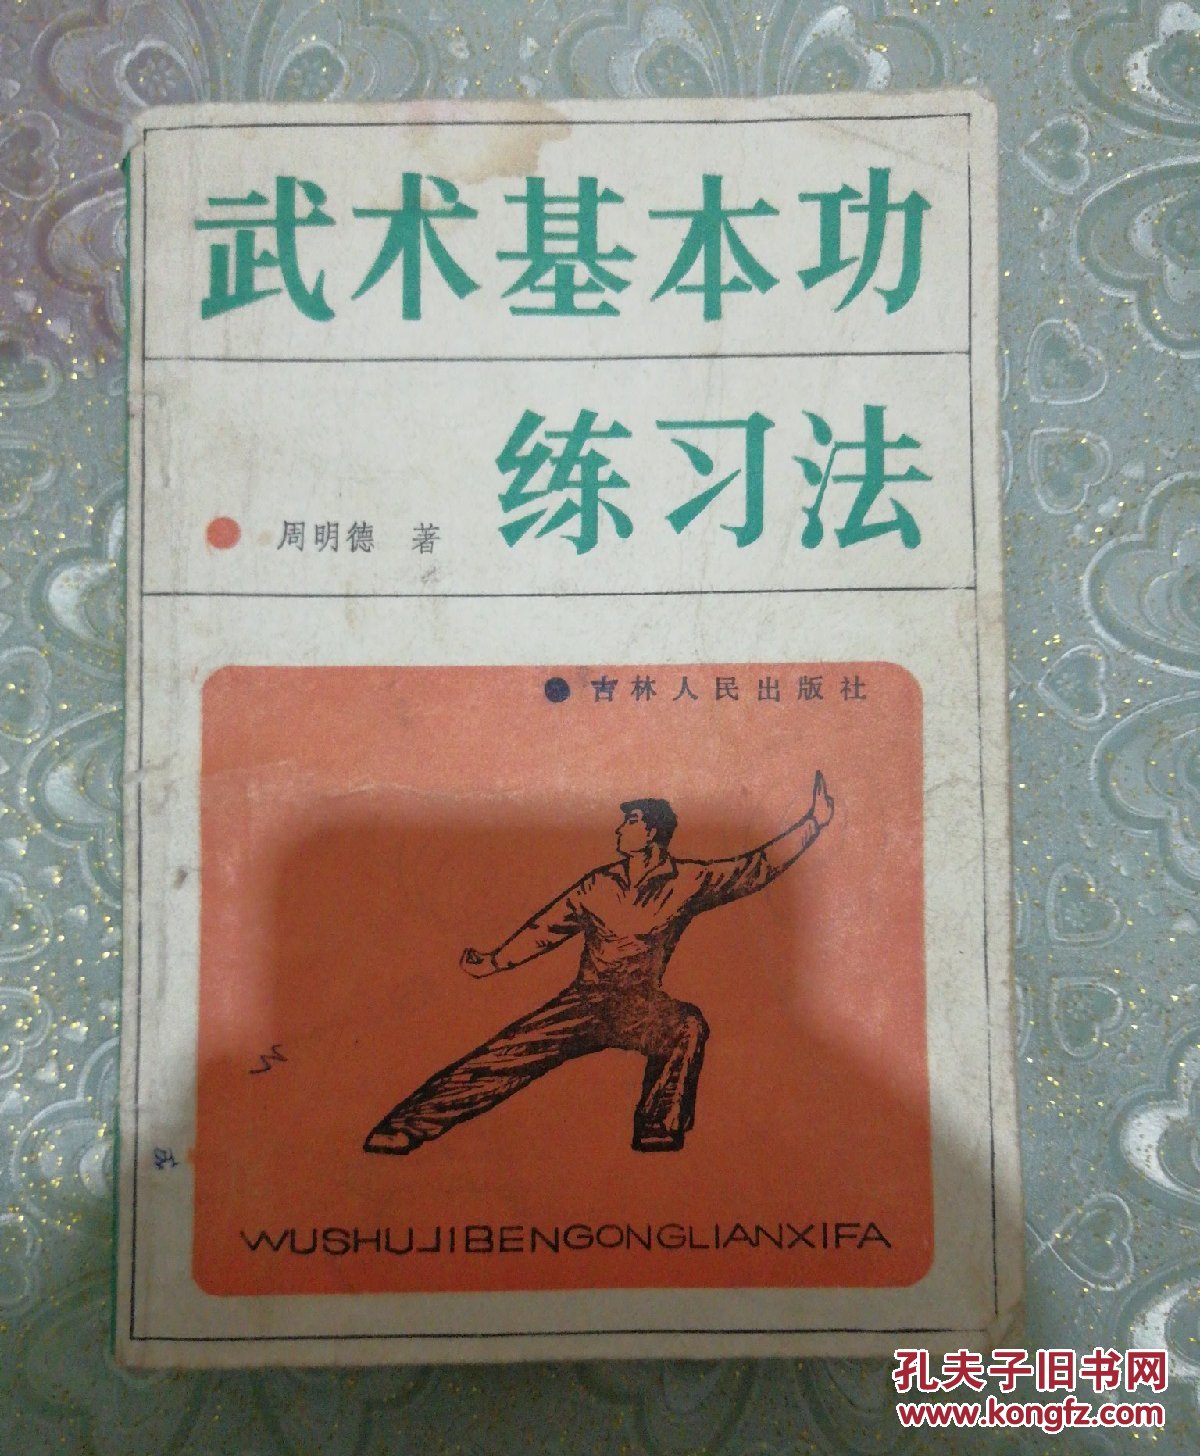 武术基本功
练习法
● 周明德 著
● 吉林人民出版社
WUSHUJIBENGONGLIANXIFA
孔夫子旧书网
www.kongfz.com